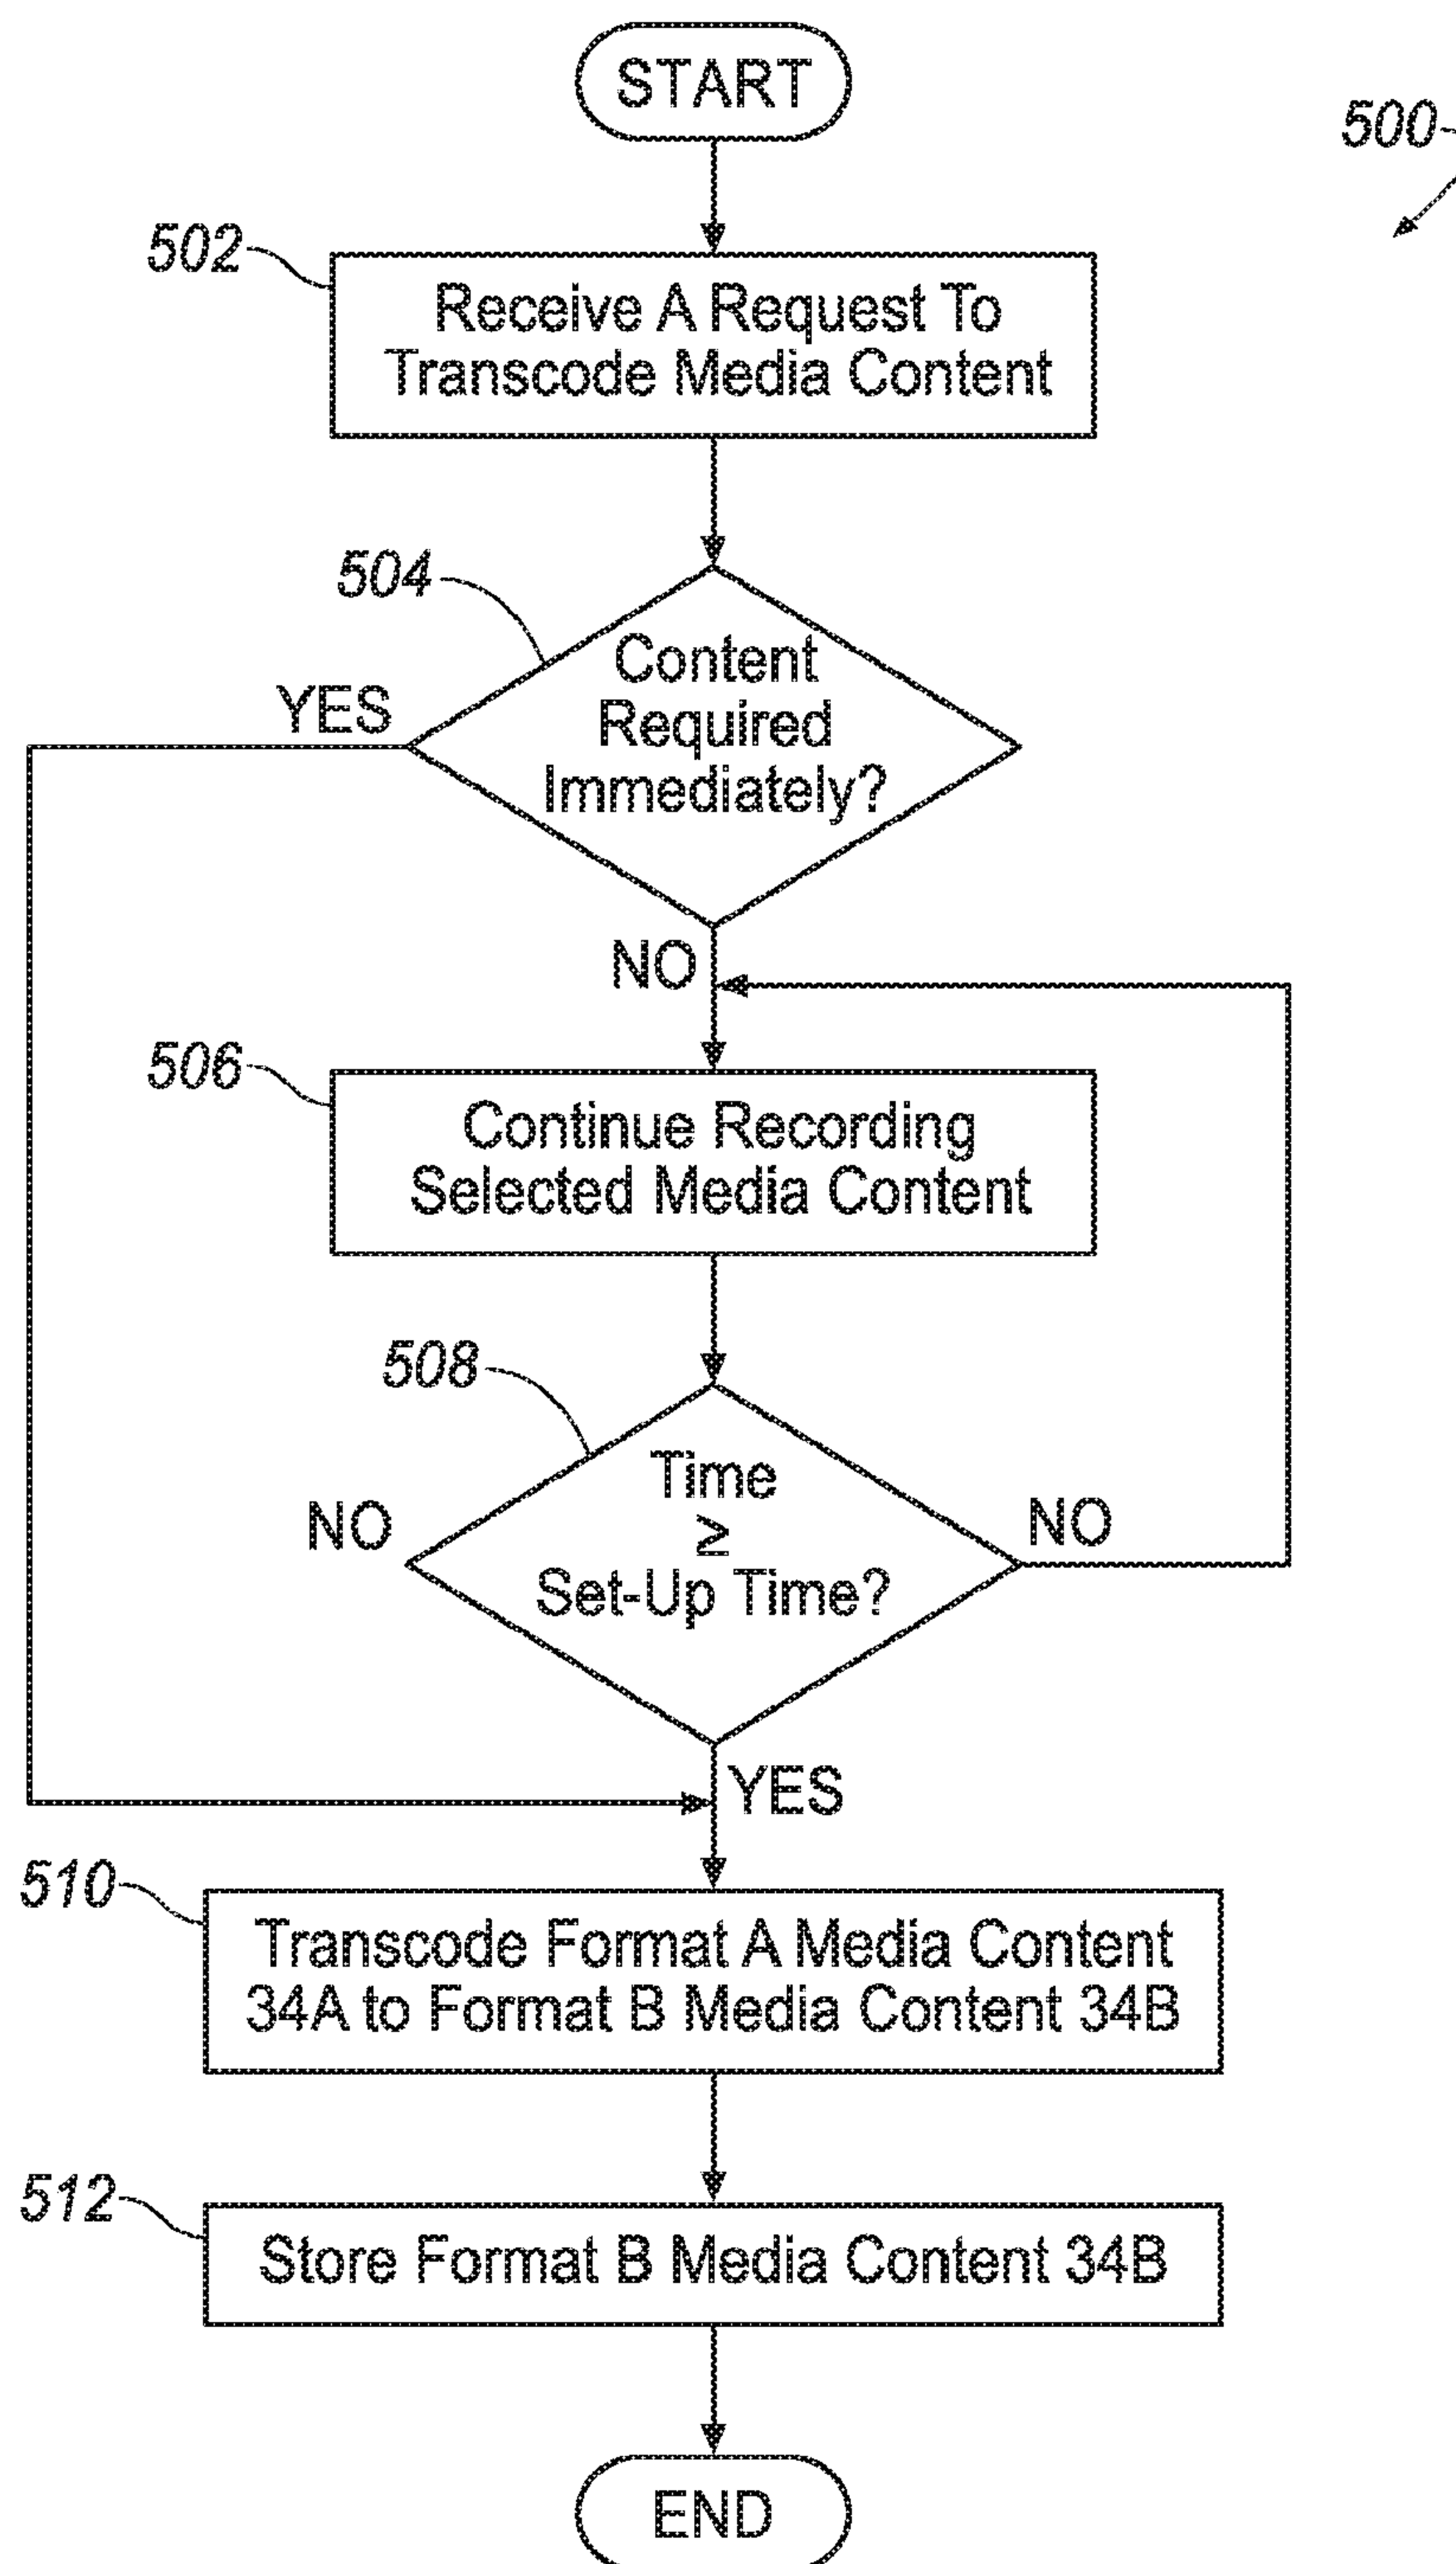 START
500
502
Receive A Request To
Transcode Media Content
504
Content
Required
Immediately?
YES
NO
506
Continue Recording
Selected Media Content
508
Time
≥
Set-Up Time?
NO
NO
YES
510
Transcode Format A Media Content
34A to Format B Media Content 34B
512
Store Format B Media Content 34B
END